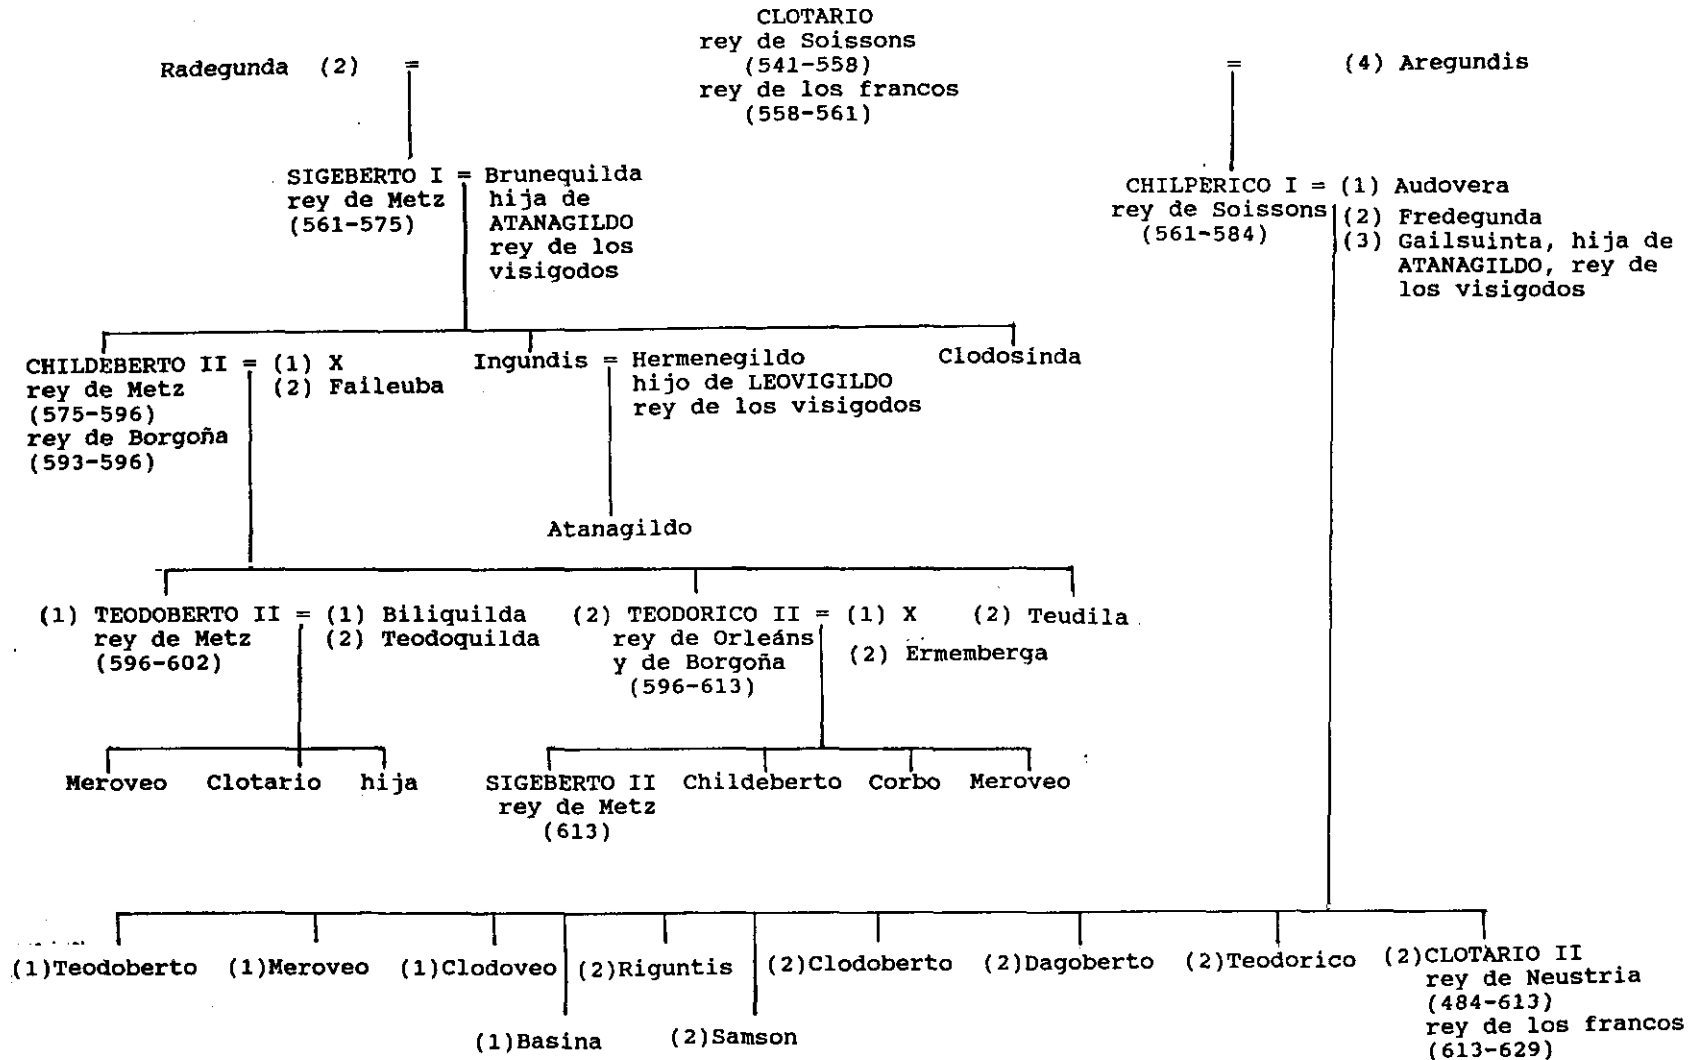 CLOTARIO
rey de Soissons
(541-558)
rey de los francos
(558-561)
Radegunda (2) =
= (4) Aregundis
SIGEBERTO I = Brunequilda
rey de Metz hija de
(561-575) ATANAGILDO
rey de los
visigodos
CHILPERICO I = (1) Audovera
rey de Soissons (2) Fredegunda
(561-584) (3) Gailsuinta, hija de
ATANAGILDO, rey de
los visigodos
CHILDEBERTO II = (1) X
rey de Metz (2) Faileuba
(575-596)
rey de Borgoña
(593-596)
Ingundis = Hermenegildo
hijo de LEOVIGILDO
rey de los visigodos
Clodosinda
Atanagildo
(1) TEODOBERTO II = (1) Biliquilda
rey de Metz (2) Teodoquilda
(596-602)
(2) TEODORICO II = (1) X
rey de Orleáns
y de Borgoña (2) Ermemberga
(596-613)
(2) Teudila
Meroveo Clotario hija
SIGEBERTO II Childeberto Corbo Meroveo
rey de Metz
(613)
(1)Teodoberto (1)Meroveo (1)Clodoveo (2)Riguntis (2)Clodoberto (2)Dagoberto (2)Teodorico (2)CLOTARIO II
rey de Neustria
(484-613)
rey de los francos
(613-629)
(1)Basina (2)Samson